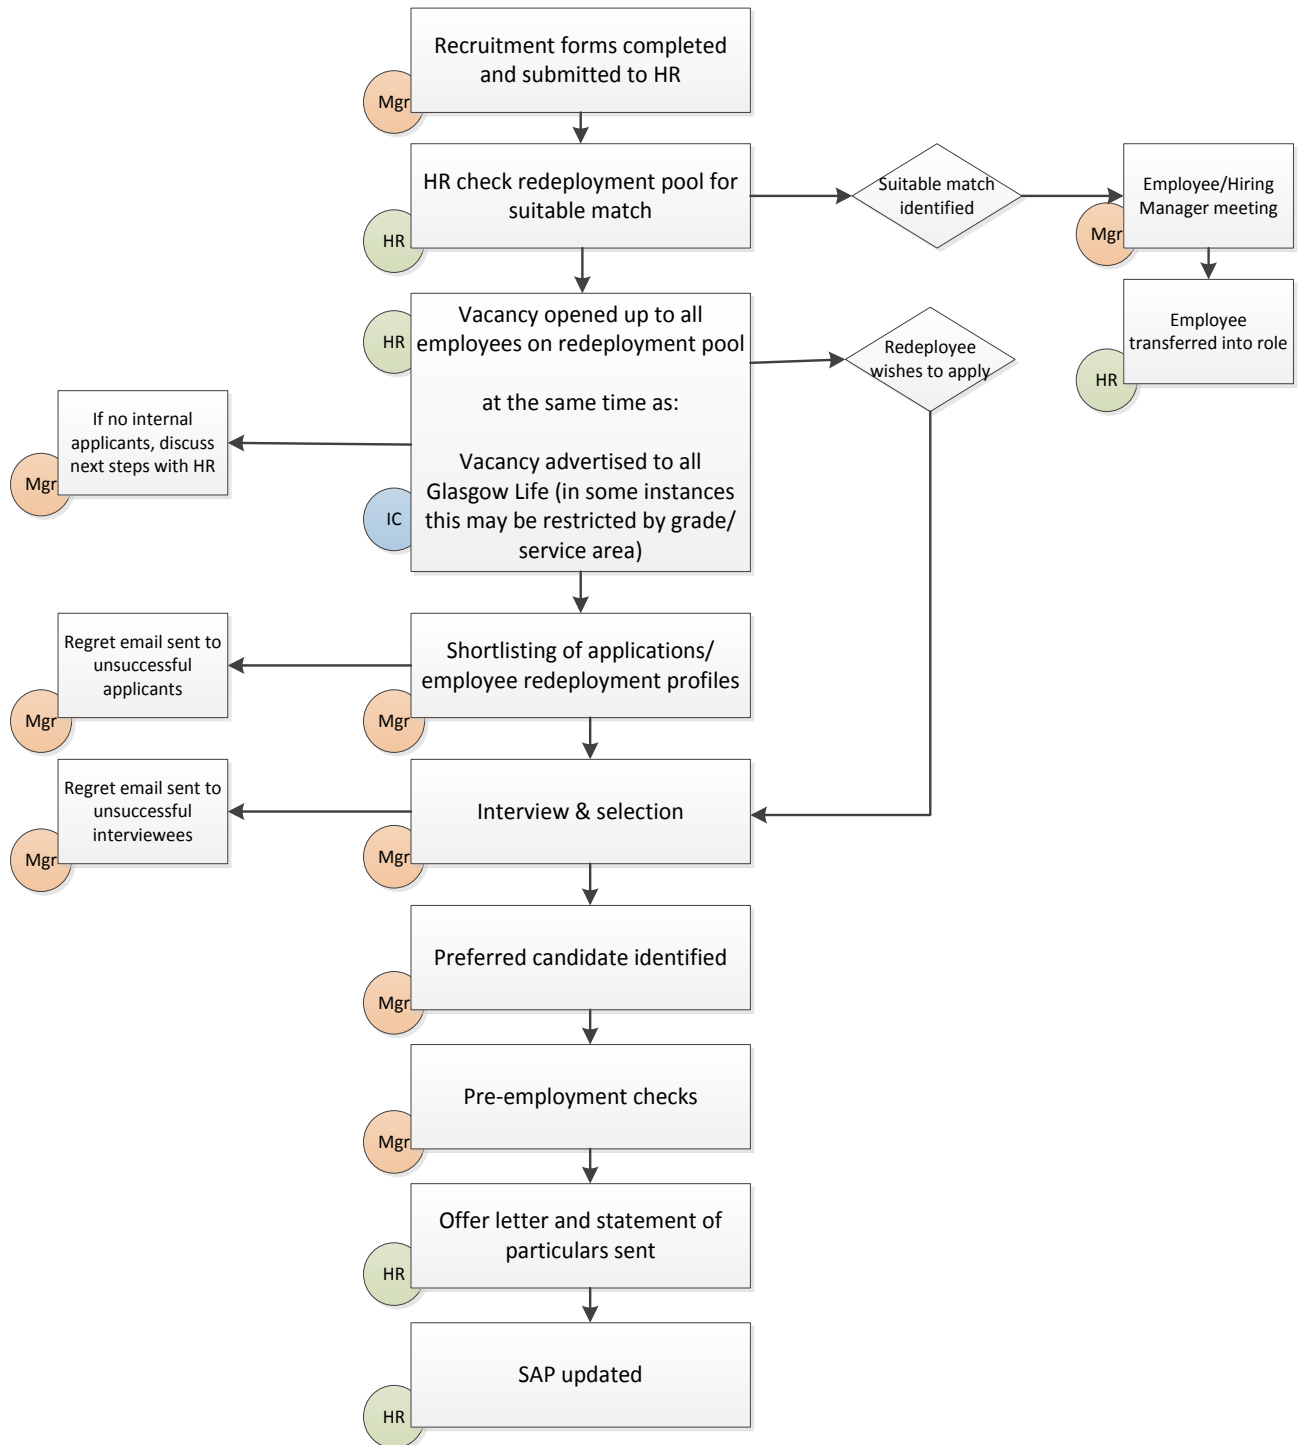 Recruitment forms completed
and submitted to HR
Mgr
HR check redeployment pool for
suitable match
HR
Suitable match
identified
Employee/Hiring
Manager meeting
Mgr
Employee
transferred into role
HR
Vacancy opened up to all
employees on redeployment pool
at the same time as:
Vacancy advertised to all
Glasgow Life (in some instances
this may be restricted by grade/
service area)
HR
IC
Redeployee
wishes to apply
If no internal
applicants, discuss
next steps with HR
Mgr
Shortlisting of applications/
employee redeployment profiles
Mgr
Regret email sent to
unsuccessful
applicants
Mgr
Interview & selection
Mgr
Regret email sent to
unsuccessful
interviewees
Mgr
Preferred candidate identified
Mgr
Pre-employment checks
Mgr
Offer letter and statement of
particulars sent
HR
SAP updated
HR